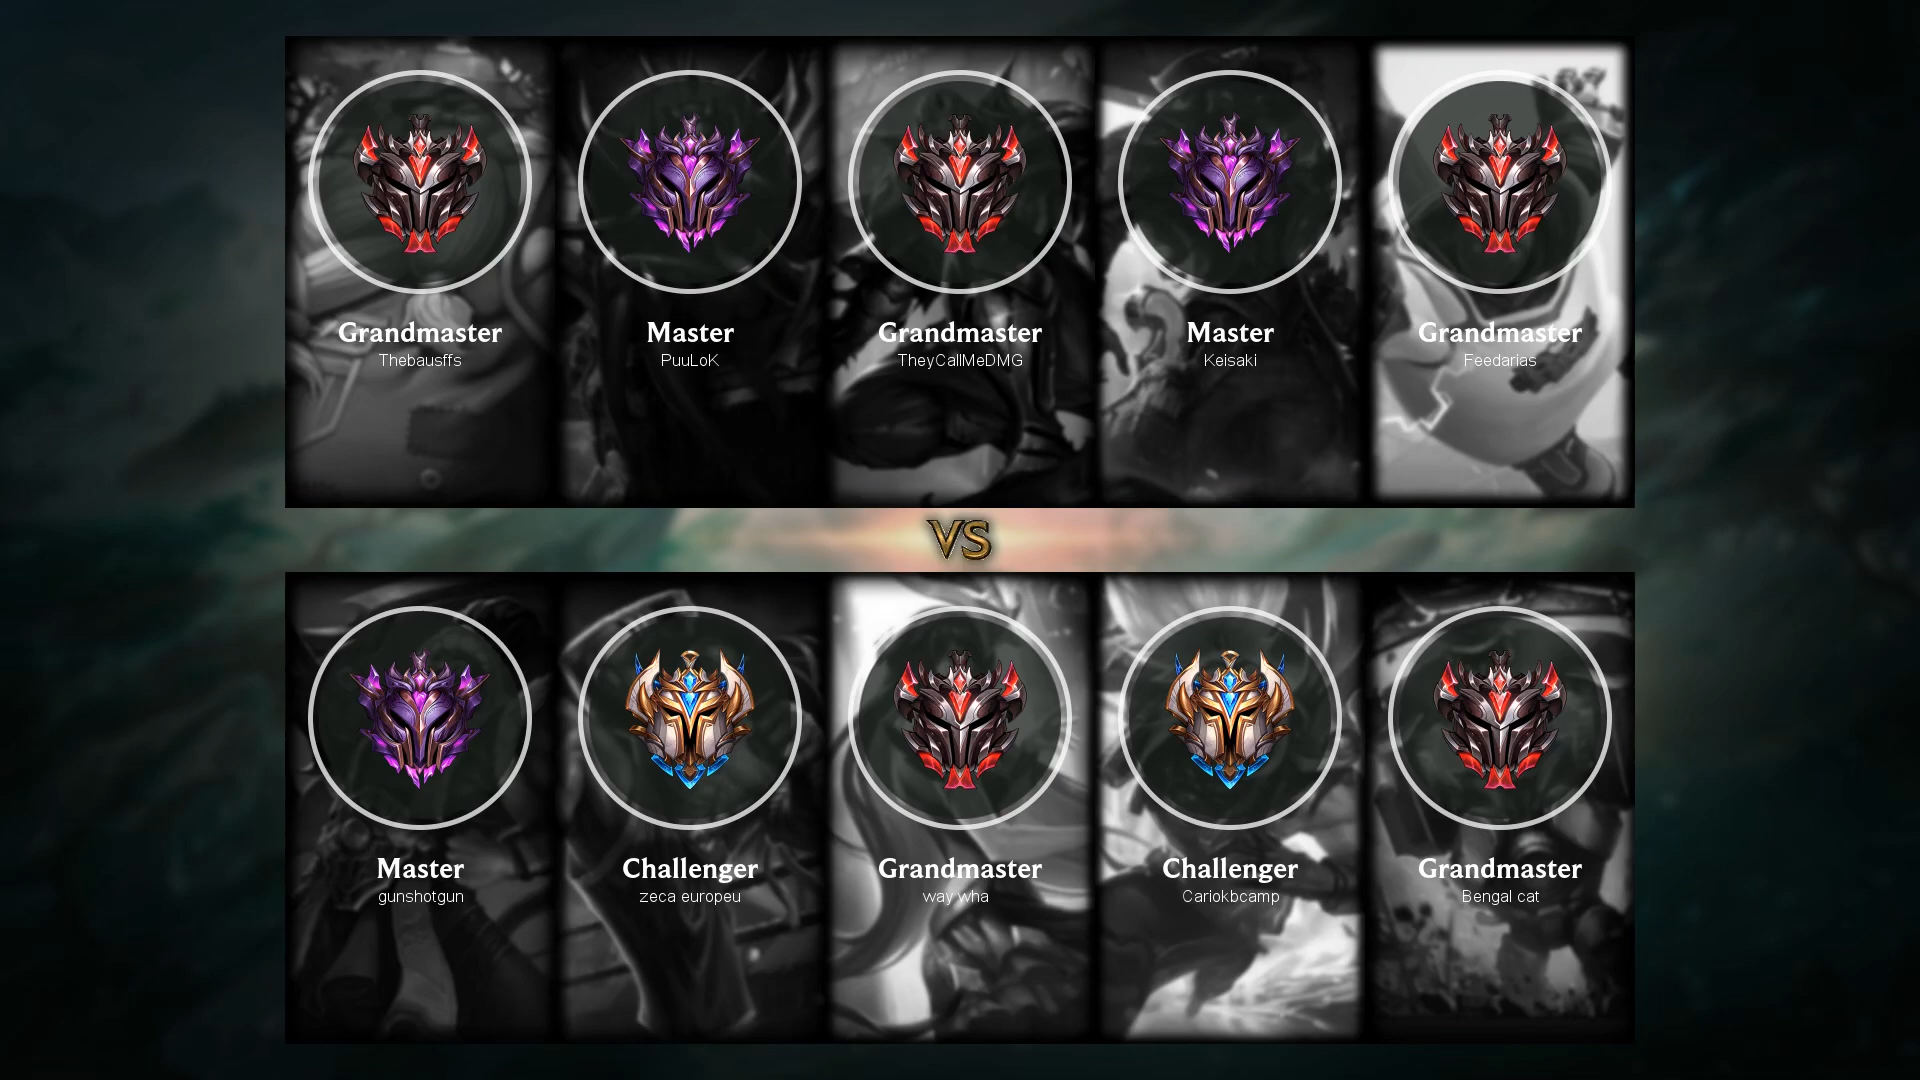 Grandmaster
Thebausffs
Master
PuuLoK
Grandmaster
TheyCallMeDMG
Master
Keisaki
Grandmaster
Feedarias
VS
Master
gunshotgun
Challenger
zeca europeu
Grandmaster
way wha
Challenger
Cariokbcamp
Grandmaster
Bengal cat